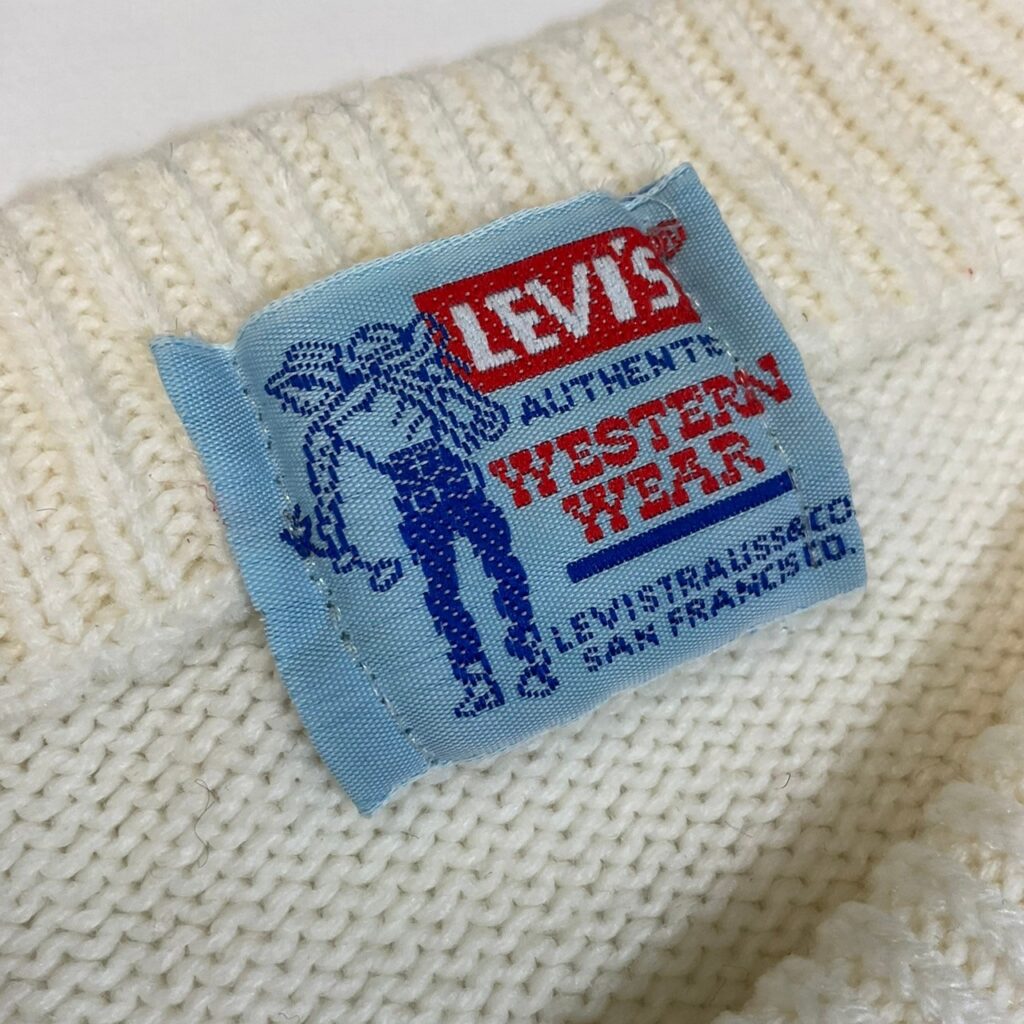 LEVI'S
AUTHENTIC
WESTERN
WEAR
LEVI STRAUSS & CO
SAN FRANCISCO.